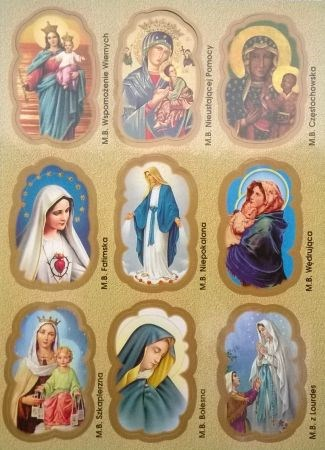 M.B. Wspomożenie Wiernych
M.B. Nieustającej Pomocy
M.B. Częstochowska
M.B. Fatimska
M.B. Niepokalana
M.B. Wędrująca
M.B. Szkaplerzna
M.B. Bolesna
M.B. z Lourdes